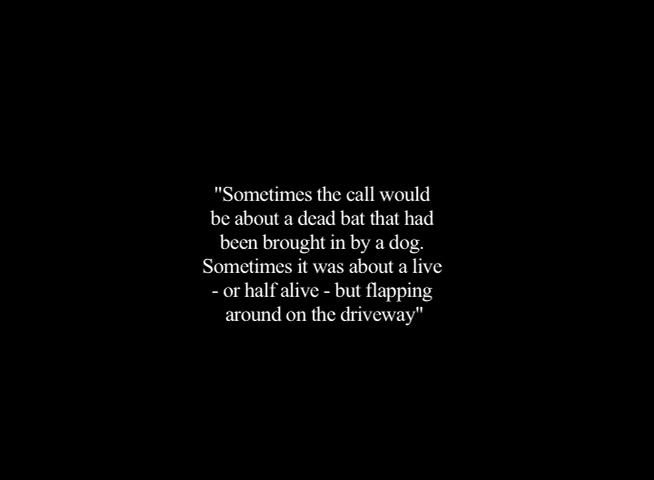 "Sometimes the call would
be about a dead bat that had
been brought in by a dog.
Sometimes it was about a live
- or half alive - but flapping
around on the driveway"